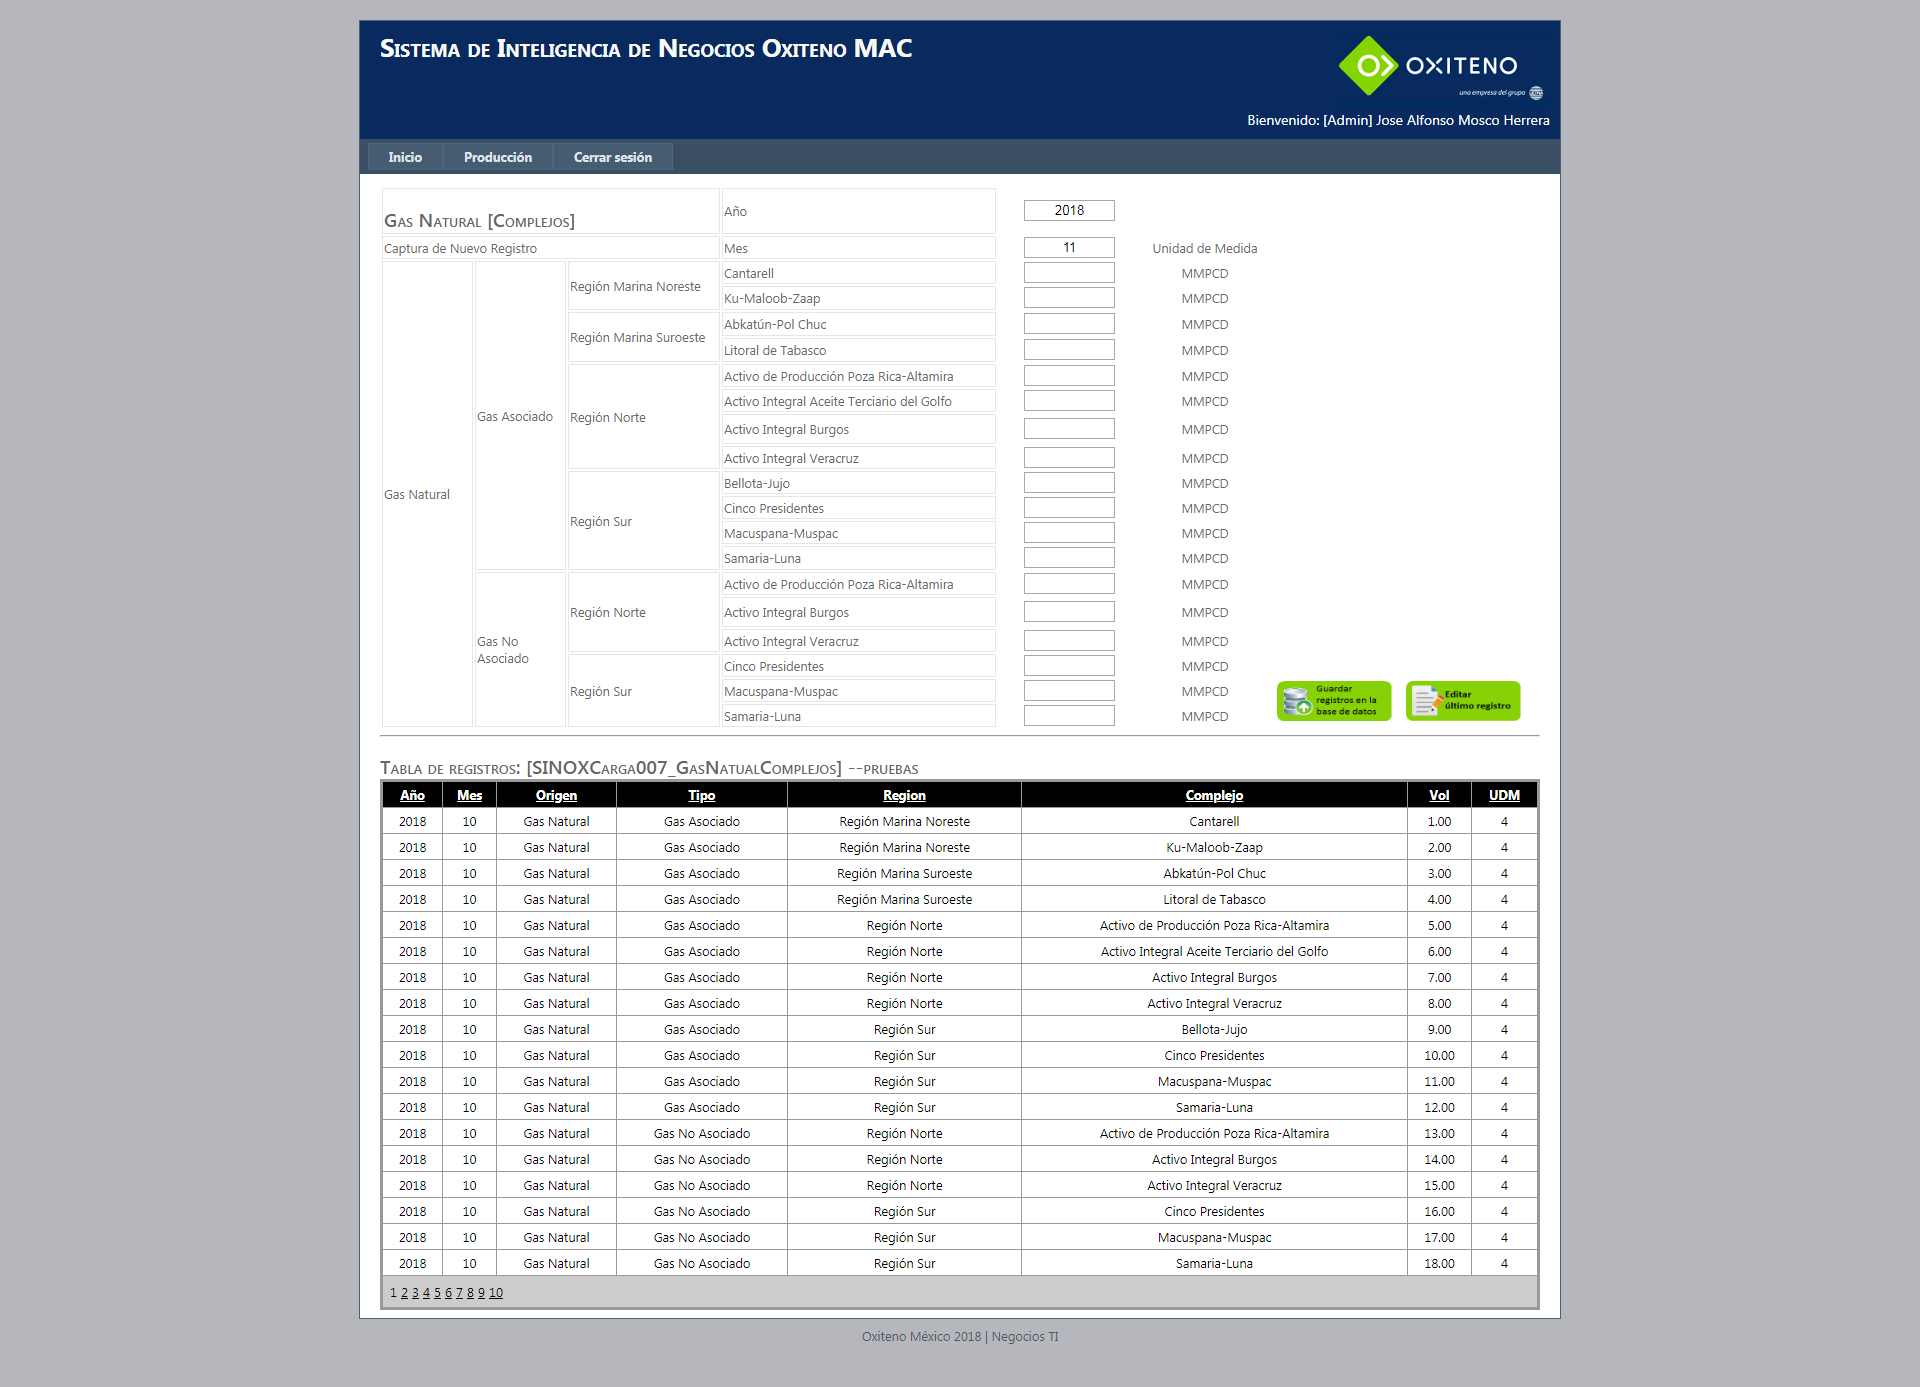 Sistema de Inteligencia de Negocios Oxiteno MAC
OXITENO
una empresa del grupo
Bienvenido: [Admin] Jose Alfonso Mosco Herrera
Inicio Producción Cerrar sesión
Gas Natural [Complejos] Año 2018
Captura de Nuevo Registro Mes 11 Unidad de Medida
Gas Natural
Gas Asociado
Región Marina Noreste
Cantarell MMPCD
Ku-Maloob-Zaap MMPCD
Región Marina Suroeste
Abkatún-Pol Chuc MMPCD
Litoral de Tabasco MMPCD
Región Norte
Activo de Producción Poza Rica-Altamira MMPCD
Activo Integral Aceite Terciario del Golfo MMPCD
Activo Integral Burgos MMPCD
Activo Integral Veracruz MMPCD
Región Sur
Bellota-Jujo MMPCD
Cinco Presidentes MMPCD
Macuspana-Muspac MMPCD
Samaria-Luna MMPCD
Gas No
Asociado
Región Norte
Activo de Producción Poza Rica-Altamira MMPCD
Activo Integral Burgos MMPCD
Activo Integral Veracruz MMPCD
Región Sur
Cinco Presidentes MMPCD
Macuspana-Muspac MMPCD
Samaria-Luna MMPCD
Guardar
registros en la
base de datos
Editar
último registro
Tabla de registros: [SINOXCarga007_GasNatualComplejos] --pruebas
Año Mes Origen Tipo Region Complejo Vol UDM
2018 10 Gas Natural Gas Asociado Región Marina Noreste Cantarell 1.00 4
2018 10 Gas Natural Gas Asociado Región Marina Noreste Ku-Maloob-Zaap 2.00 4
2018 10 Gas Natural Gas Asociado Región Marina Suroeste Abkatún-Pol Chuc 3.00 4
2018 10 Gas Natural Gas Asociado Región Marina Suroeste Litoral de Tabasco 4.00 4
2018 10 Gas Natural Gas Asociado Región Norte Activo de Producción Poza Rica-Altamira 5.00 4
2018 10 Gas Natural Gas Asociado Región Norte Activo Integral Aceite Terciario del Golfo 6.00 4
2018 10 Gas Natural Gas Asociado Región Norte Activo Integral Burgos 7.00 4
2018 10 Gas Natural Gas Asociado Región Norte Activo Integral Veracruz 8.00 4
2018 10 Gas Natural Gas Asociado Región Sur Bellota-Jujo 9.00 4
2018 10 Gas Natural Gas Asociado Región Sur Cinco Presidentes 10.00 4
2018 10 Gas Natural Gas Asociado Región Sur Macuspana-Muspac 11.00 4
2018 10 Gas Natural Gas Asociado Región Sur Samaria-Luna 12.00 4
2018 10 Gas Natural Gas No Asociado Región Norte Activo de Producción Poza Rica-Altamira 13.00 4
2018 10 Gas Natural Gas No Asociado Región Norte Activo Integral Burgos 14.00 4
2018 10 Gas Natural Gas No Asociado Región Norte Activo Integral Veracruz 15.00 4
2018 10 Gas Natural Gas No Asociado Región Sur Cinco Presidentes 16.00 4
2018 10 Gas Natural Gas No Asociado Región Sur Macuspana-Muspac 17.00 4
2018 10 Gas Natural Gas No Asociado Región Sur Samaria-Luna 18.00 4
1 2 3 4 5 6 7 8 9 10
Oxiteno México 2018 | Negocios TI